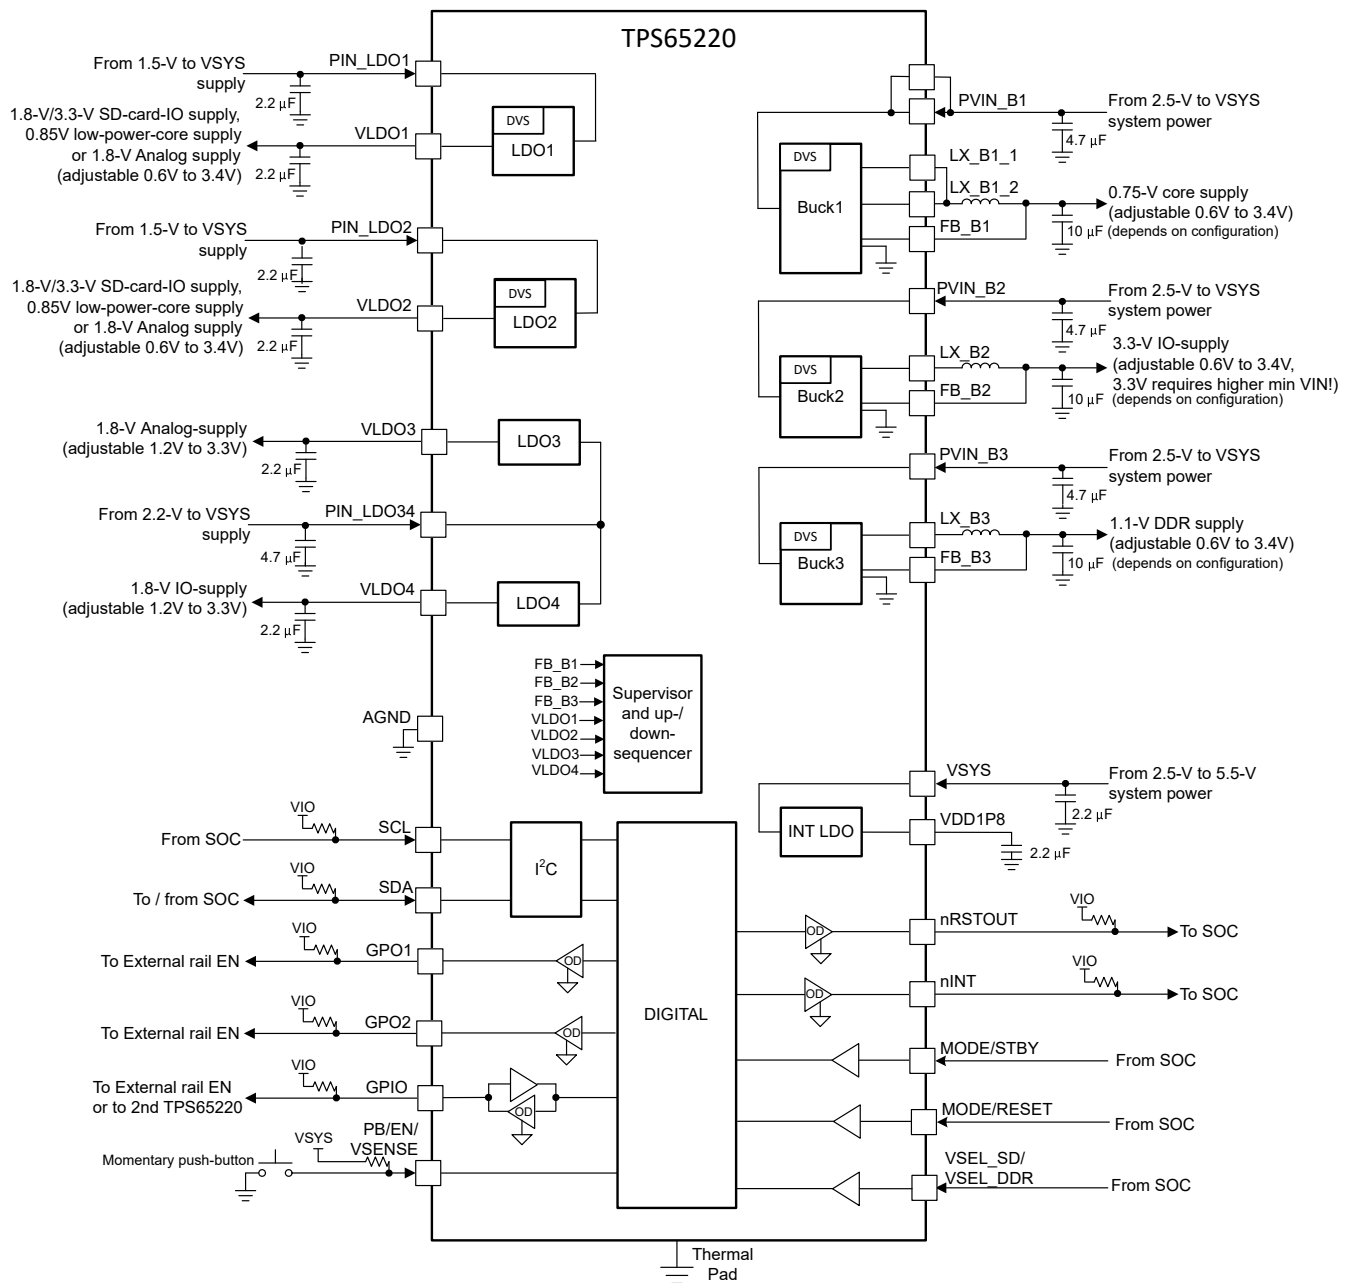 TPS65220
From 1.5-V to VSYS
supply
PIN_LDO1
2.2 μF
1.8-V/3.3-V SD-card-IO supply,
0.85V low-power-core supply
or 1.8-V Analog supply
(adjustable 0.6V to 3.4V)
VLDO1
2.2 μF
DVS
LDO1
From 1.5-V to VSYS
supply
PIN_LDO2
2.2 μF
1.8-V/3.3-V SD-card-IO supply,
0.85V low-power-core supply
or 1.8-V Analog supply
(adjustable 0.6V to 3.4V)
VLDO2
2.2 μF
DVS
LDO2
1.8-V Analog-supply
(adjustable 1.2V to 3.3V)
VLDO3
2.2 μF
LDO3
From 2.2-V to VSYS
supply
PIN_LDO34
4.7 μF
1.8-V IO-supply
(adjustable 1.2V to 3.3V)
VLDO4
2.2 μF
LDO4
PVIN_B1
From 2.5-V to VSYS
system power
4.7 μF
DVS
Buck1
LX_B1_1
LX_B1_2
FB_B1
0.75-V core supply
(adjustable 0.6V to 3.4V)
10 μF (depends on configuration)
PVIN_B2
From 2.5-V to VSYS
system power
4.7 μF
DVS
Buck2
LX_B2
FB_B2
3.3-V IO-supply
(adjustable 0.6V to 3.4V,
3.3V requires higher min VIN!)
10 μF (depends on configuration)
PVIN_B3
From 2.5-V to VSYS
system power
4.7 μF
DVS
Buck3
LX_B3
FB_B3
1.1-V DDR supply
(adjustable 0.6V to 3.4V)
10 μF (depends on configuration)
FB_B1
FB_B2
FB_B3
VLDO1
VLDO2
VLDO3
VLDO4
Supervisor
and up-/
down-
sequencer
AGND
VSYS
From 2.5-V to 5.5-V
system power
2.2 μF
INT LDO
VDD1P8
2.2 μF
From SOC
VIO
SCL
To / from SOC
VIO
SDA
I²C
To External rail EN
VIO
GPO1
OD
To External rail EN
VIO
GPO2
OD
To External rail EN
or to 2nd TPS65220
VIO
GPIO
OD
Momentary push-button
VSYS
PB/EN/
VSENSE
DIGITAL
OD
nRSTOUT
VIO
To SOC
OD
nINT
VIO
To SOC
MODE/STBY
From SOC
MODE/RESET
From SOC
VSEL_SD/
VSEL_DDR
From SOC
Thermal
Pad